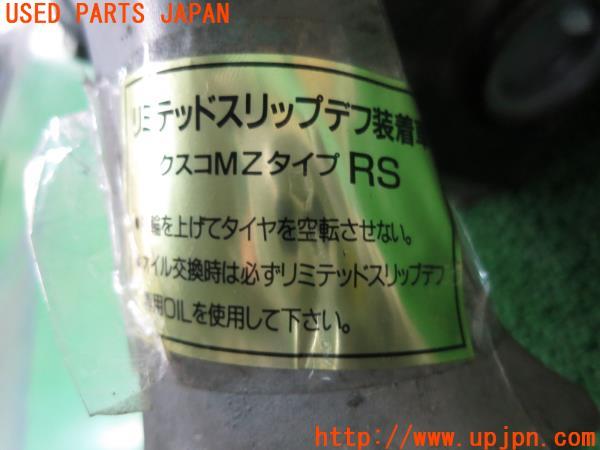 USED PARTS JAPAN
リミテッドスリップデフ装着車
クスコMZタイプ RS
輪を上げてタイヤを空転させない。
イル交換時は必ずリミテッドスリップデフ
用OILを使用して下さい。
http://www.upjpn.com